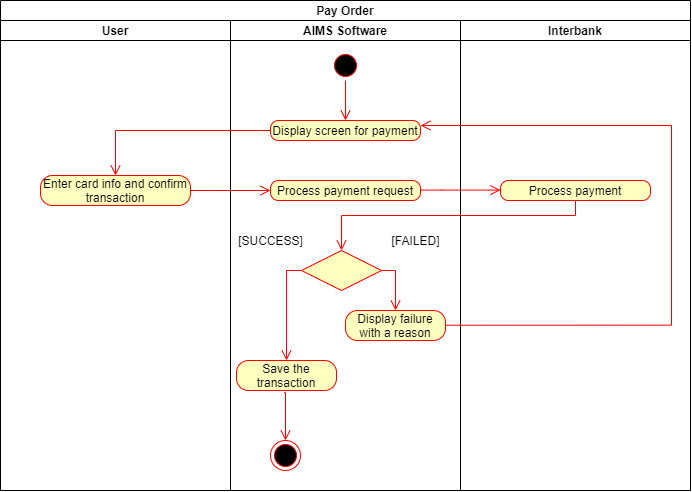 Pay Order
User
AIMS Software
Interbank
Display screen for payment
Enter card info and confirm
transaction
Process payment request
Process payment
[SUCCESS]
[FAILED]
Display failure
with a reason
Save the
transaction